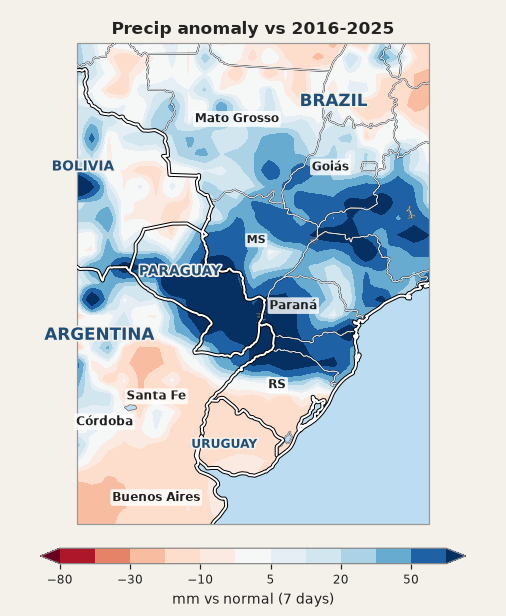 Precip anomaly vs 2016-2025
BRAZIL
Mato Grosso
BOLIVIA
Goiás
MS
PARAGUAY
Paraná
ARGENTINA
RS
Santa Fe
Córdoba
URUGUAY
Buenos Aires
−80 −30 −10 5 20 50
mm vs normal (7 days)